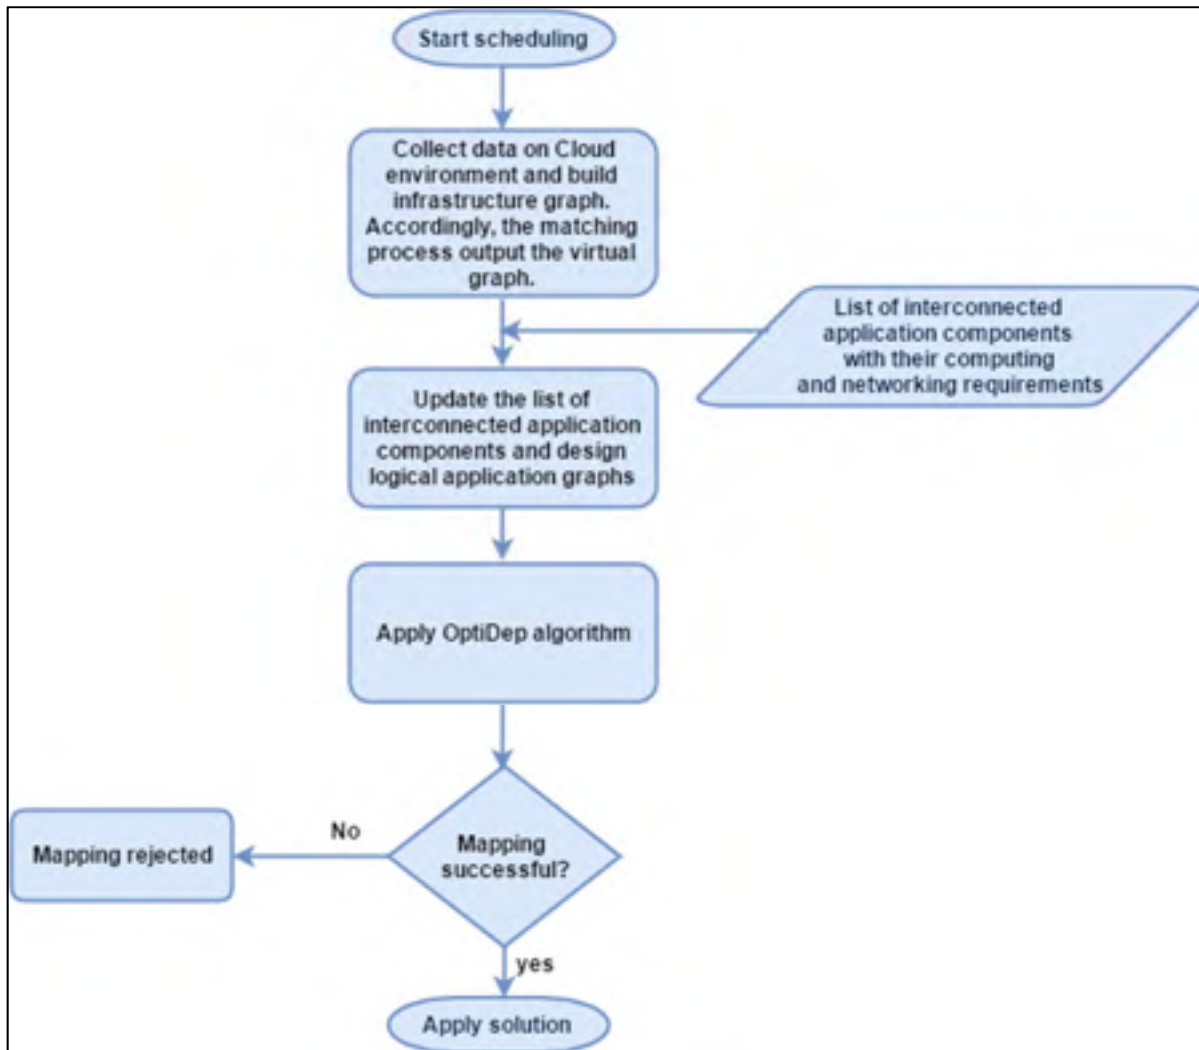 Start scheduling
Collect data on Cloud
environment and build
infrastructure graph.
Accordingly, the matching
process output the virtual
graph.
List of interconnected
application components
with their computing
and networking requirements
Update the list of
interconnected application
components and design
logical application graphs
Apply OptiDep algorithm
Mapping
successful?
No
Mapping rejected
yes
Apply solution